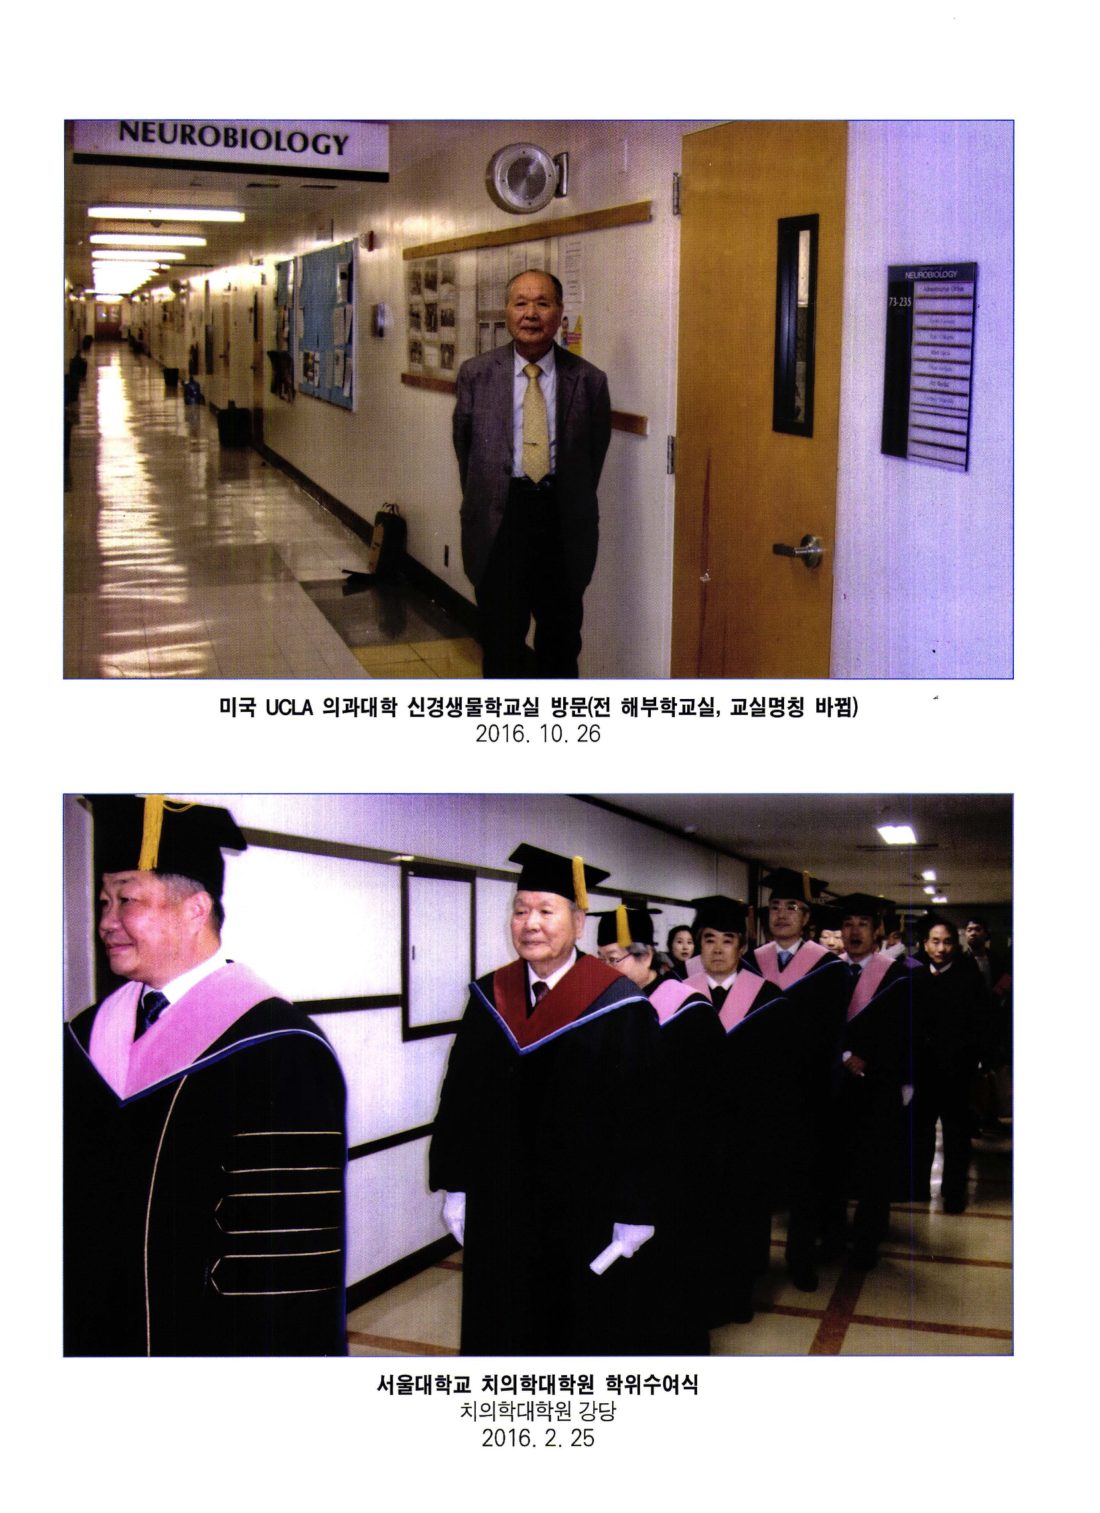 NEUROBIOLOGY
NEUROBIOLOGY
73-235
미국 UCLA 의과대학 신경생물학교실 방문(전 해부학교실, 교실명칭 바뀜)
2016. 10. 26
서울대학교 치의학대학원 학위수여식
치의학대학원 강당
2016. 2. 25